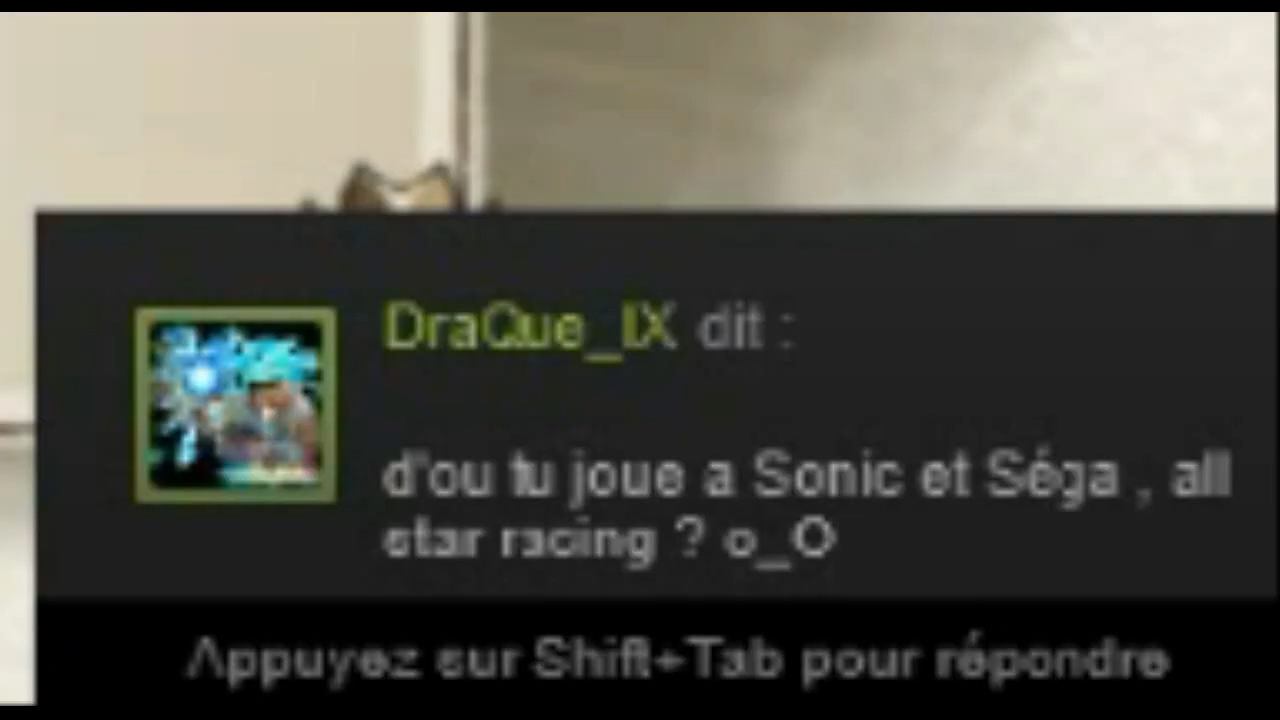 DraQue_IX dit :
d'ou tu joue a Sonic et Séga , all
star racing ? o_O
Appuyez sur Shift+Tab pour répondre